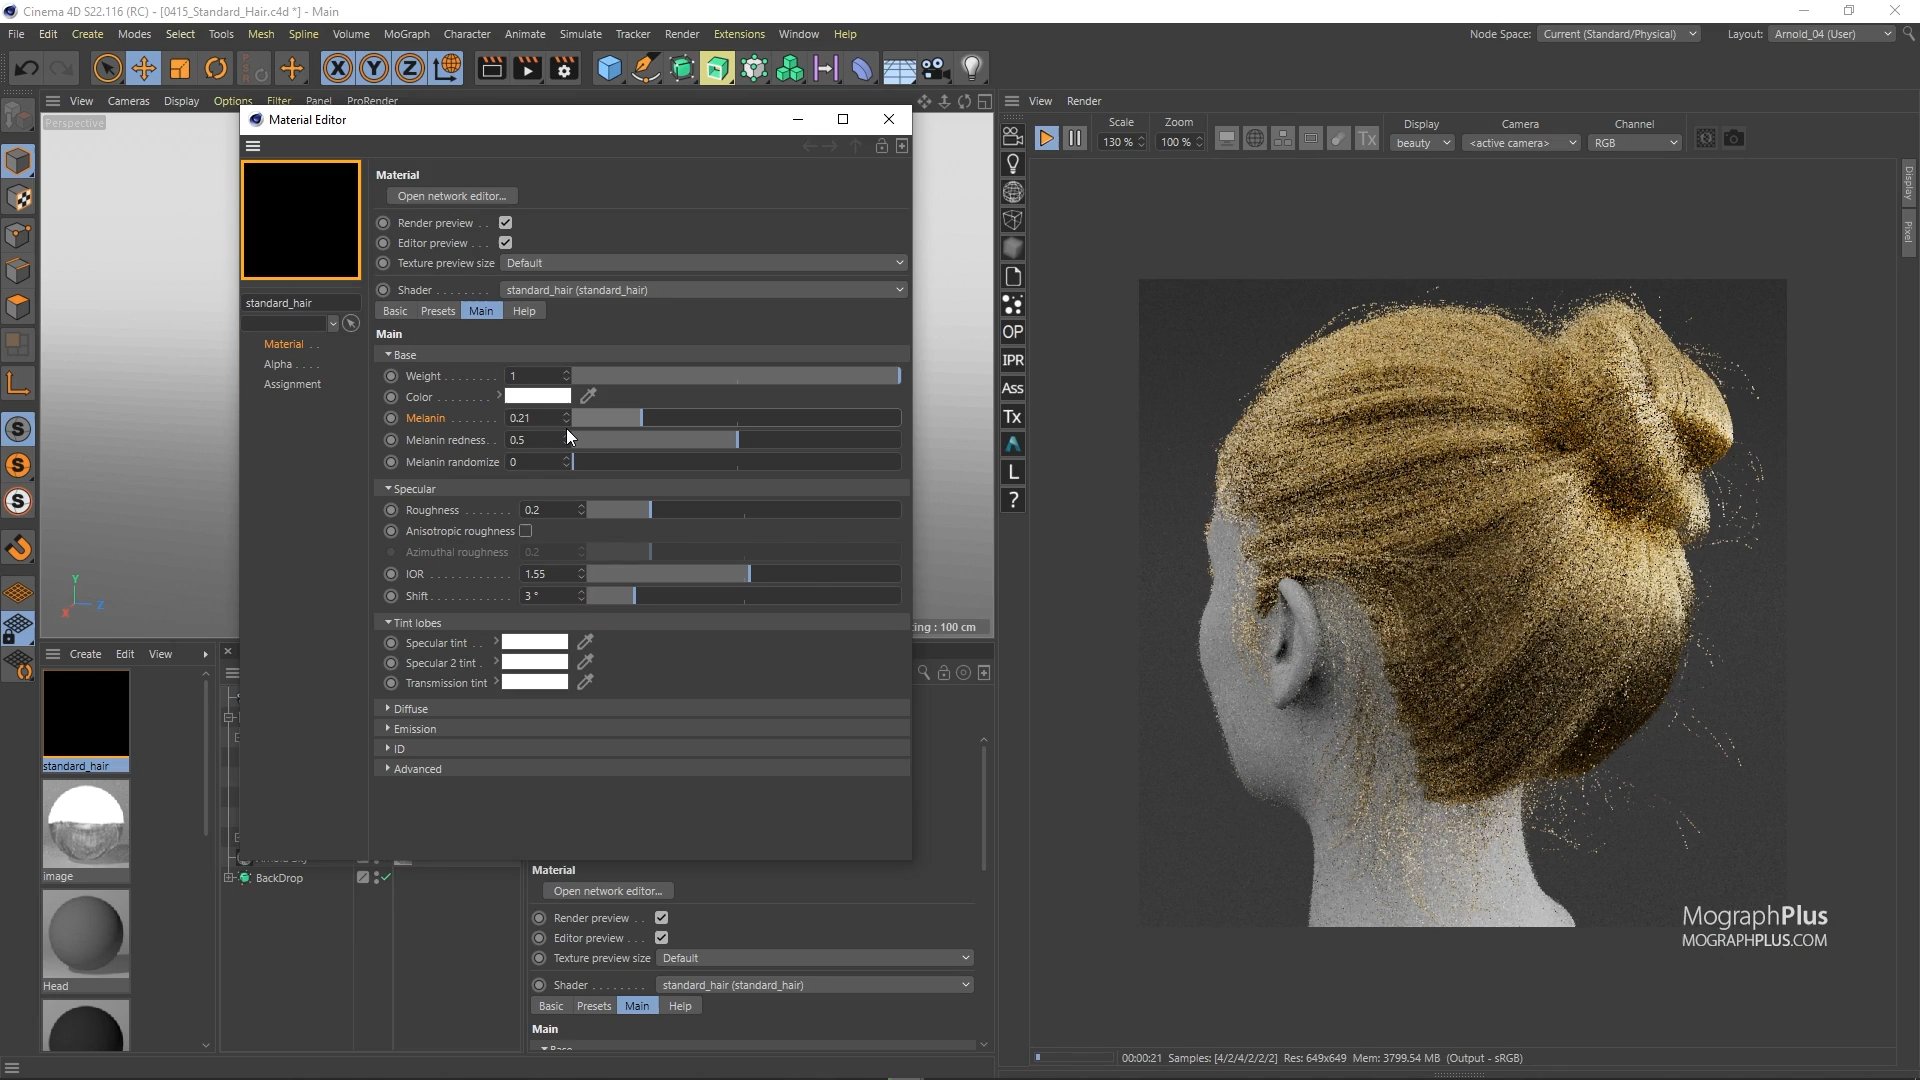 Cinema 4D S22.116 (RC) - [0415_Standard_Hair.c4d *] - Main
File Edit Create Modes Select Tools Mesh Spline Volume MoGraph Character Animate Simulate Tracker Render Extensions Window Help
Node Space: Current (Standard/Physical) Layout: Arnold_04 (User)
PSR X Y Z
View Cameras Display Options Filter Panel ProRender
View Render
Perspective
Material Editor
Scale Zoom Display Camera Channel
130 % 100 % Tx beauty <active camera> RGB
Display
Pixel
Material
Open network editor...
Render preview
Editor preview
Texture preview size Default
Shader standard_hair (standard_hair)
Basic Presets Main Help
standard_hair
Material
Alpha
Assignment
Main
Base
Weight 1
Color
Melanin 0.21
Melanin redness 0.5
Melanin randomize 0
Specular
Roughness 0.2
Anisotropic roughness
Azimuthal roughness 0.2
IOR 1.55
Shift 3 °
Tint lobes
Specular tint
Specular 2 tint
Transmission tint
Diffuse
Emission
ID
Advanced
OP
IPR
Ass
Tx
L
?
S
S
S
Y
X Z
ing : 100 cm
Create Edit View
standard_hair
image
Head
BackDrop
Material
Open network editor...
Render preview
Editor preview
Texture preview size Default
Shader standard_hair (standard_hair)
Basic Presets Main Help
Main
MographPlus
MOGRAPHPLUS.COM
00:00:21 Samples: [4/2/4/2/2/2] Res: 649x649 Mem: 3799.54 MB (Output - sRGB)